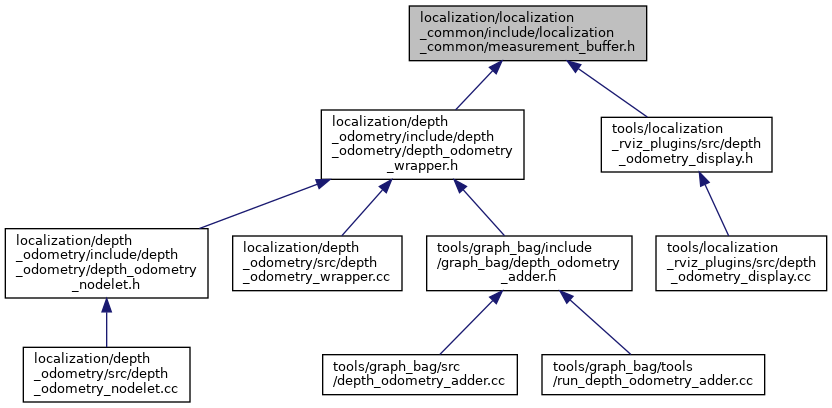 localization/localization
_common/include/localization
_common/measurement_buffer.h
localization/depth
_odometry/include/depth
_odometry/depth_odometry
_wrapper.h
tools/localization
_rviz_plugins/src/depth
_odometry_display.h
localization/depth
_odometry/include/depth
_odometry/depth_odometry
_nodelet.h
localization/depth
_odometry/src/depth
_odometry_wrapper.cc
tools/graph_bag/include
/graph_bag/depth_odometry
_adder.h
tools/localization
_rviz_plugins/src/depth
_odometry_display.cc
localization/depth
_odometry/src/depth
_odometry_nodelet.cc
tools/graph_bag/src
/depth_odometry_adder.cc
tools/graph_bag/tools
/run_depth_odometry_adder.cc